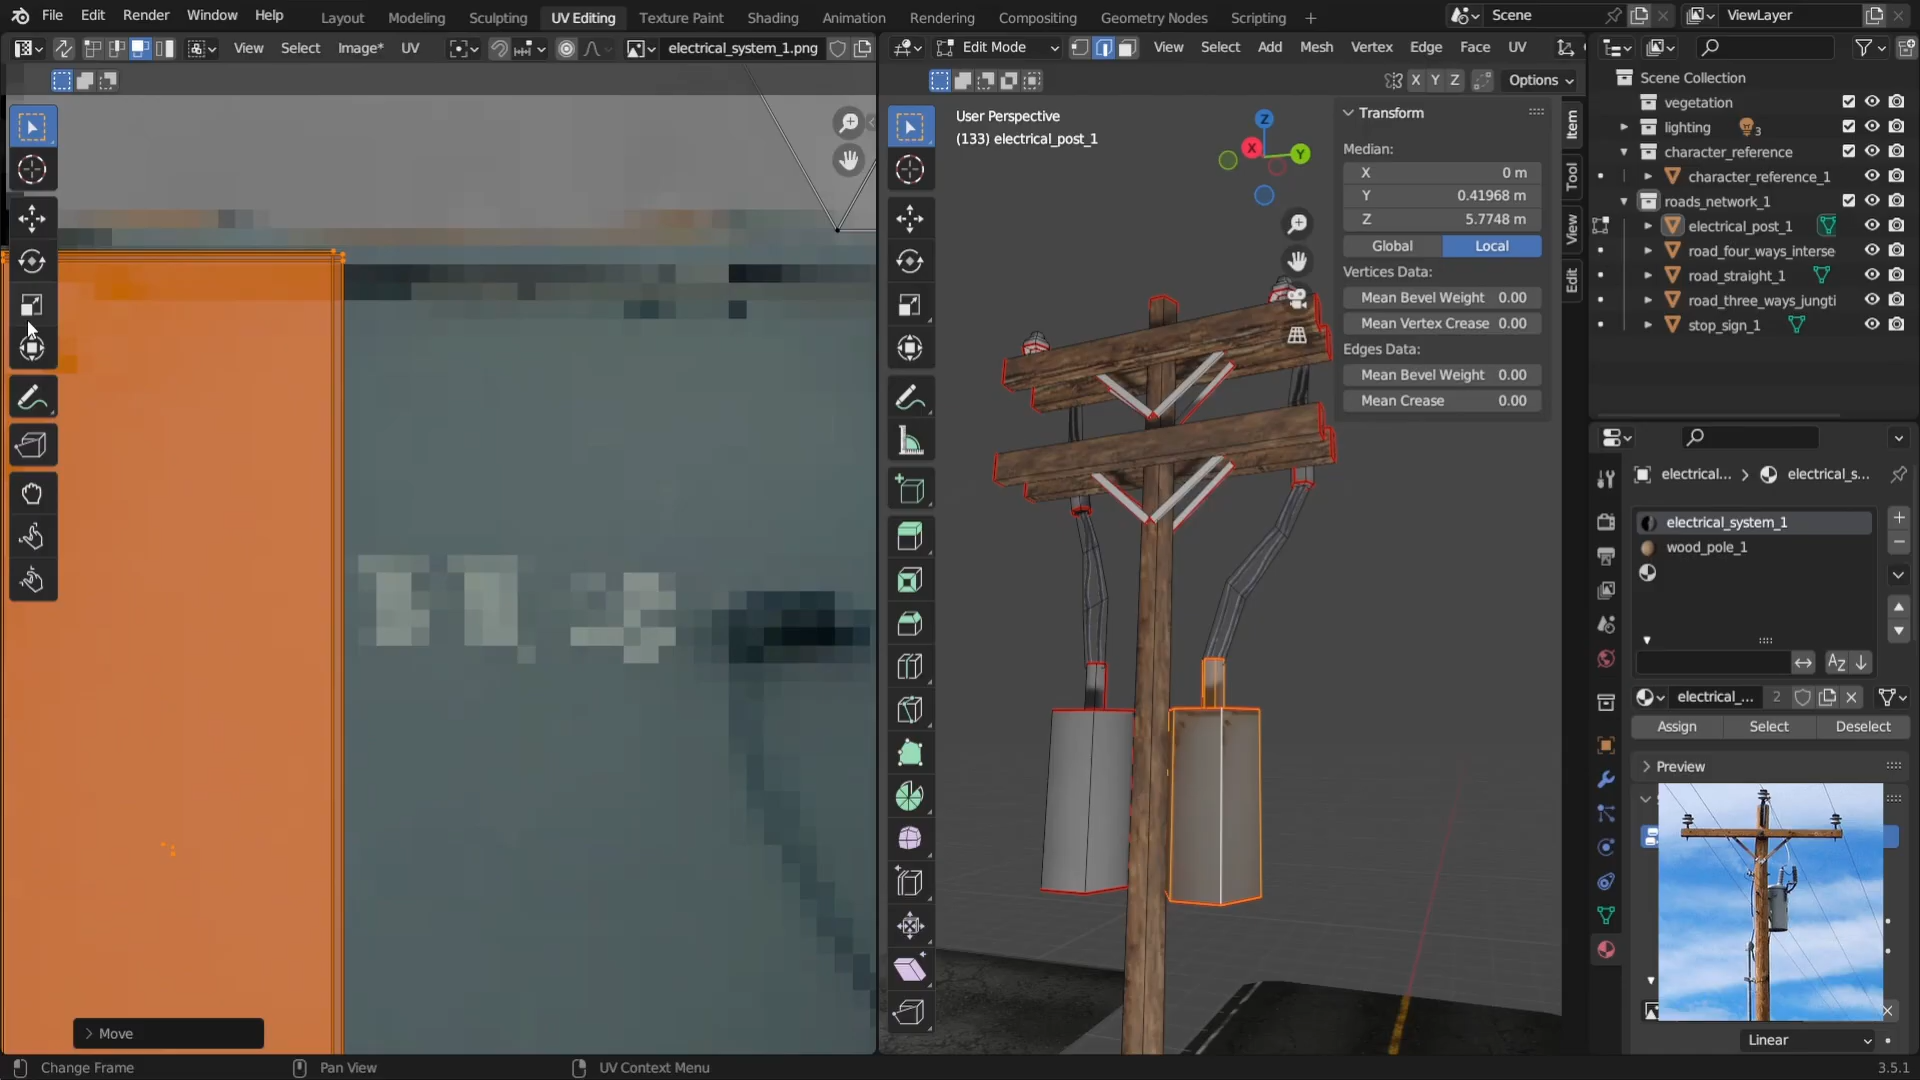 File Edit Render Window Help Layout Modeling Sculpting UV Editing Texture Paint Shading Animation Rendering Compositing Geometry Nodes Scripting + Scene ViewLayer
View Select Image* UV electrical_system_1.png Edit Mode View Select Add Mesh Vertex Edge Face UV
X Y Z Options
Scene Collection
User Perspective
(133) electrical_post_1
X Y Z
Transform
Median:
X 0 m
Y 0.41968 m
Z 5.7748 m
Global Local
Vertices Data:
Mean Bevel Weight 0.00
Mean Vertex Crease 0.00
Edges Data:
Mean Bevel Weight 0.00
Mean Crease 0.00
Item
Tool
View
Edit
vegetation
lighting 3
character_reference
character_reference_1
roads_network_1
electrical_post_1
road_four_ways_interse
road_straight_1
road_three_ways_jungti
stop_sign_1
electrical... > electrical_s...
electrical_system_1
wood_pole_1
AZ
electrical_... 2
Assign Select Deselect
Preview
Linear
Move
Change Frame Pan View UV Context Menu 3.5.1